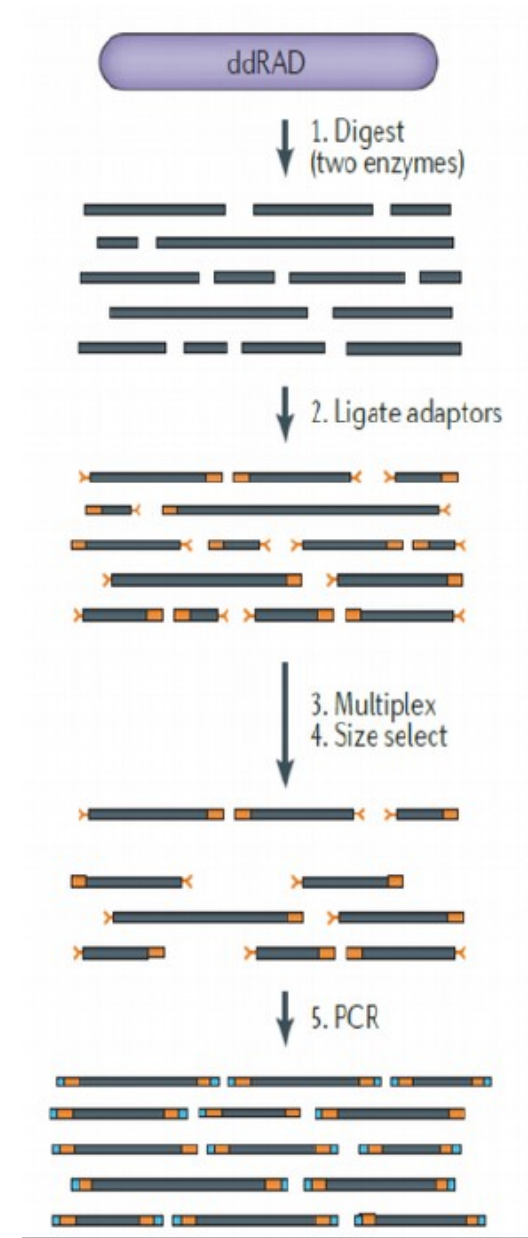 ddRAD
1. Digest
(two enzymes)
2. Ligate adaptors
3. Multiplex
4. Size select
5. PCR